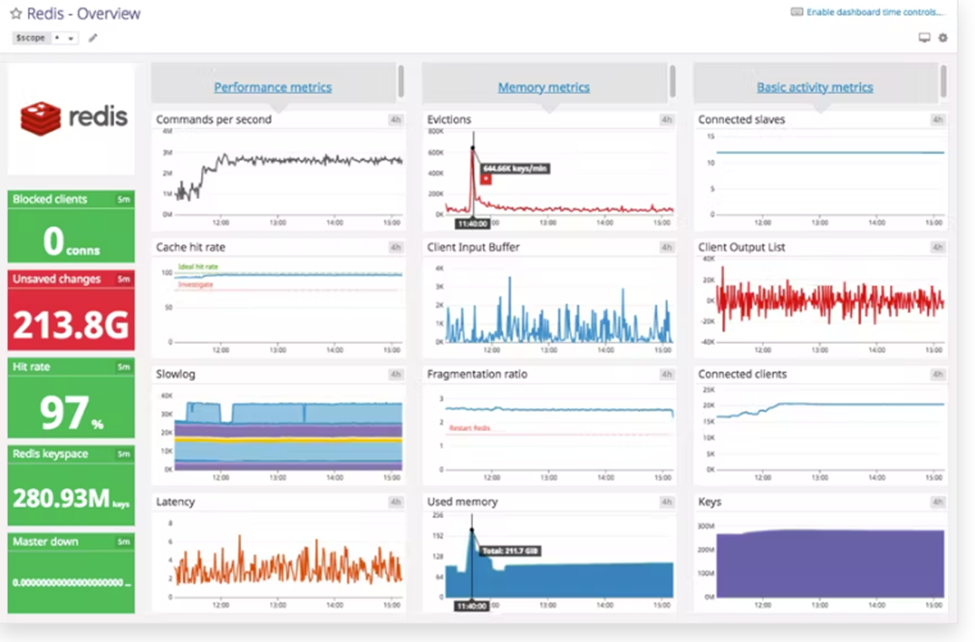 Redis - Overview
Enable dashboard time controls...
$scope * 
redis
Blocked clients 5m
0 conns
Unsaved changes 5m
213.8G
Hit rate 5m
97 %
Redis keyspace 5m
280.93M keys
Master down 5m
Performance metrics
Commands per second 4h
4M
3M
2M
1M
0M
12:00 13:00 14:00 15:00
Cache hit rate 4h
Ideal hit rate
100
Investigate
50
0
12:00 13:00 14:00 15:00
Slowlog 4h
40K
30K
20K
10K
0K
12:00 13:00 14:00 15:00
Latency 4h
8
6
4
2
0
12:00 13:00 14:00 15:00
Memory metrics
Evictions 4h
800K
600K
644.66K keys/min
400K
200K
0K
11:40:00 13:00 14:00 15:00
Client Input Buffer 4h
4K
3K
2K
1K
0K
12:00 13:00 14:00 15:00
Fragmentation ratio 4h
3
2
Restart Redis
1
0
12:00 13:00 14:00 15:00
Used memory 4h
256
192
Total: 211.7 GiB
128
64
0
11:40:00 13:00 14:00 15:00
Basic activity metrics
Connected slaves 4h
15
10
5
0
12:00 13:00 14:00 15:00
Client Output List 4h
40K
20K
0K
-20K
-40K
12:00 13:00 14:00 15:00
Connected clients 4h
25K
20K
15K
10K
5K
0K
12:00 13:00 14:00 15:00
Keys 4h
300M
200M
100M
0M
12:00 13:00 14:00 15:00